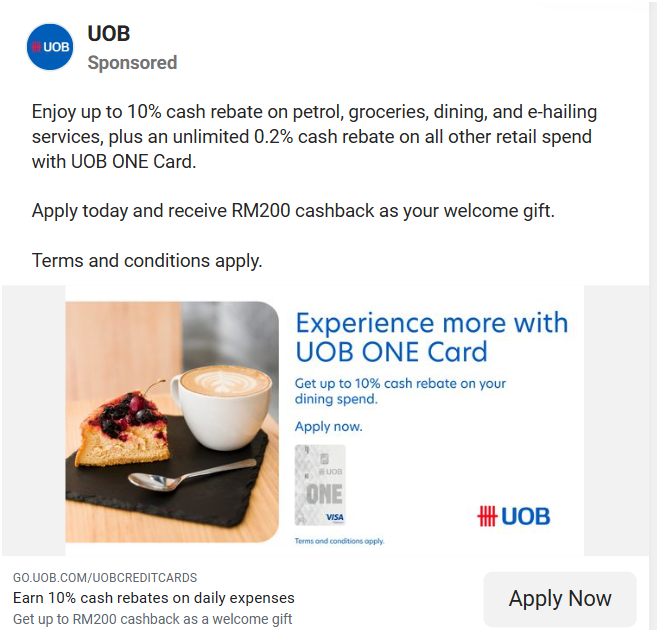 UOB
UOB
Sponsored
Enjoy up to 10% cash rebate on petrol, groceries, dining, and e-hailing
services, plus an unlimited 0.2% cash rebate on all other retail spend
with UOB ONE Card.
Apply today and receive RM200 cashback as your welcome gift.
Terms and conditions apply.
Experience more with
UOB ONE Card
Get up to 10% cash rebate on your
dining spend.
Apply now.
UOB
ONE
VISA
UOB
Terms and conditions apply.
GO.UOB.COM/UOBCREDITCARDS
Earn 10% cash rebates on daily expenses
Get up to RM200 cashback as a welcome gift
Apply Now